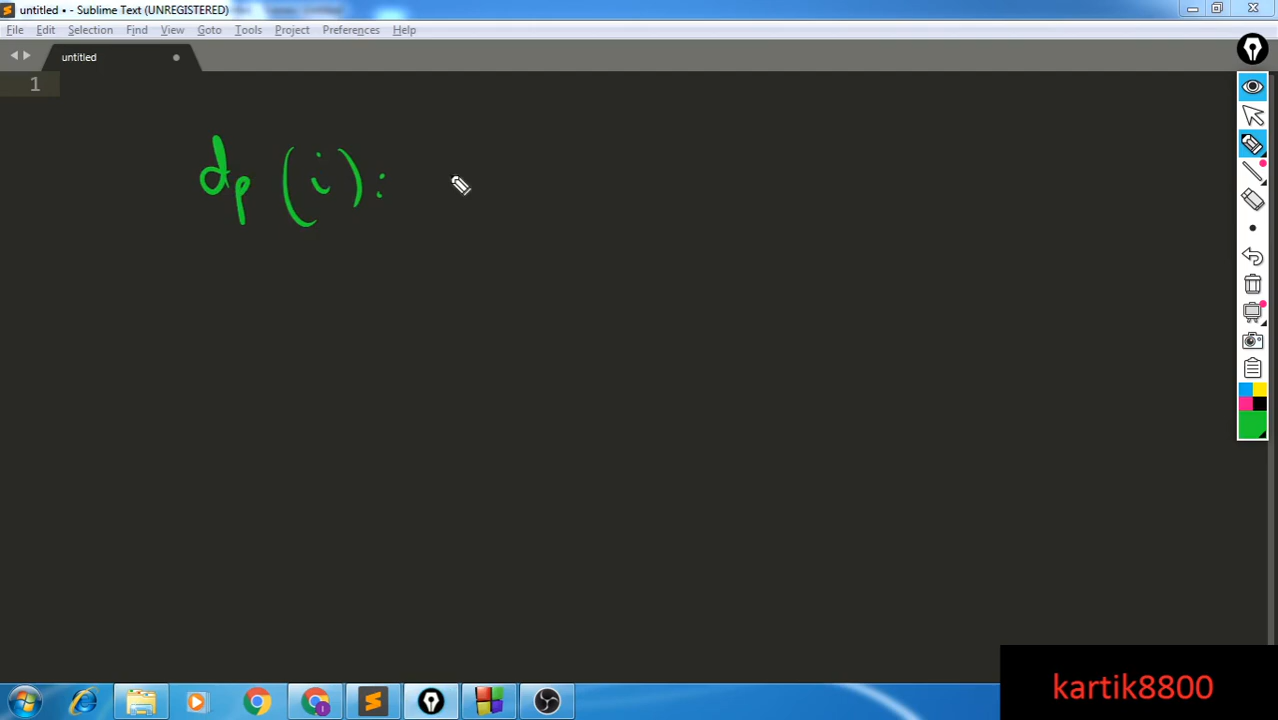 untitled • - Sublime Text (UNREGISTERED)
File Edit Selection Find View Goto Tools Project Preferences Help
untitled
1
dp (i):
kartik8800